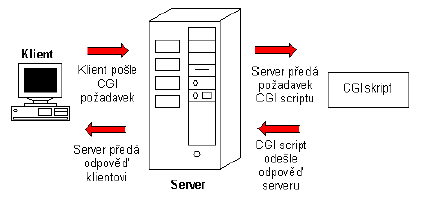 Klient
Klient pošle
CGI
požadavek
Server předá
odpověď
klientovi
Server
Server předá
požadavek
CGI scriptu
CGI script
odešle
odpověď
serveru
CGI skript